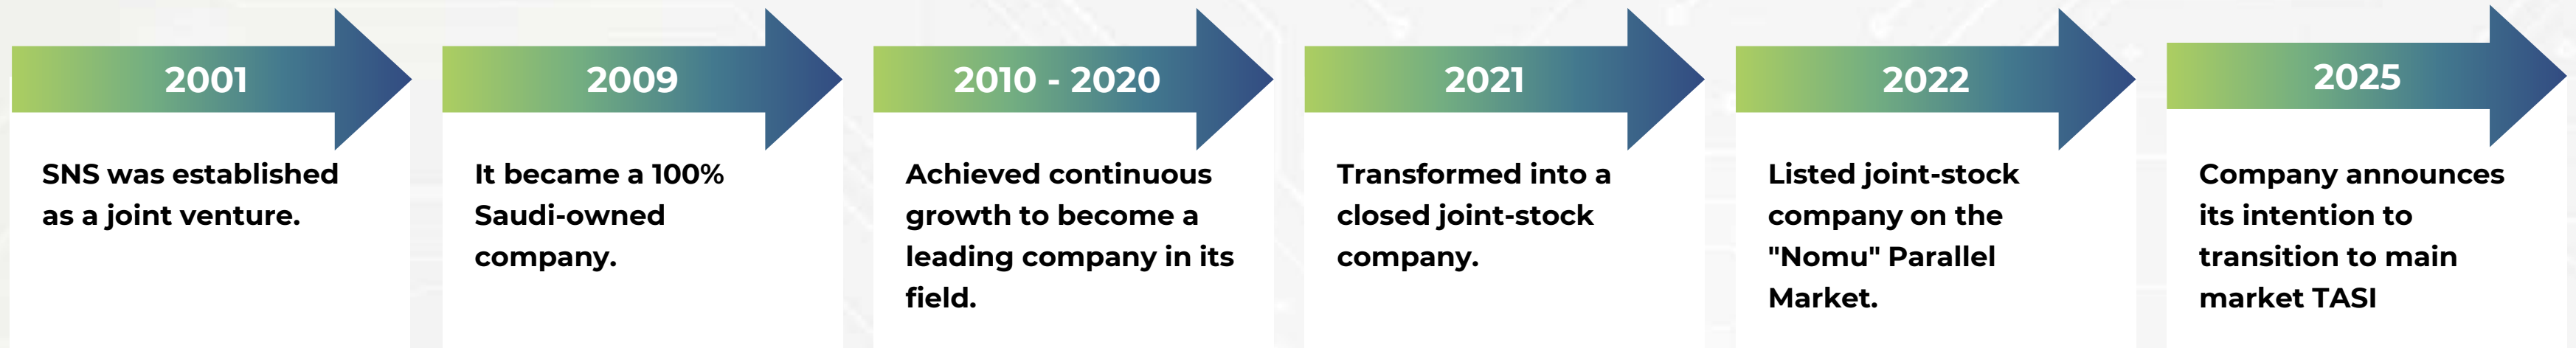 2001
SNS was established
as a joint venture.
2009
It became a 100%
Saudi-owned
company.
2010 - 2020
Achieved continuous
growth to become a
leading company in its
field.
2021
Transformed into a
closed joint-stock
company.
2022
Listed joint-stock
company on the
"Nomu" Parallel
Market.
2025
Company announces
its intention to
transition to main
market TASI